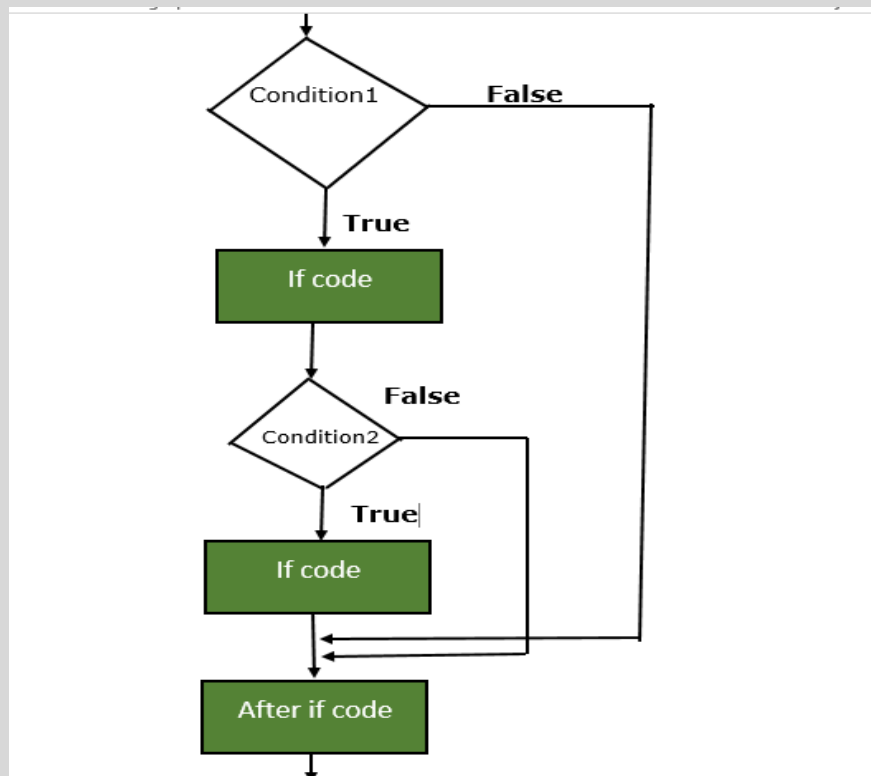 Condition1
False
True
If code
False
Condition2
True
If code
After if code